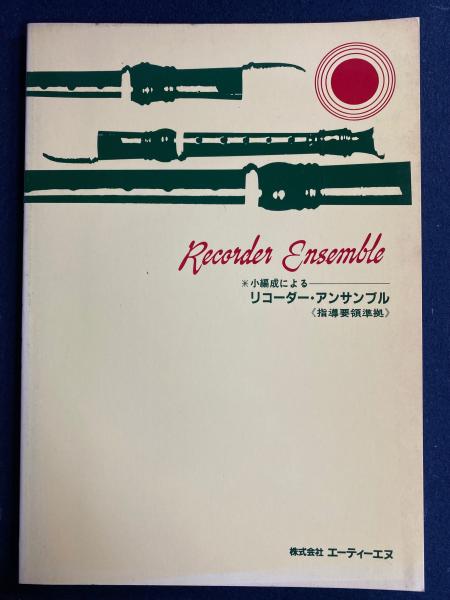 Recorder Ensemble
＊小編成による
リコーダー・アンサンブル
《指導要領準拠》
株式会社 エーティーエヌ